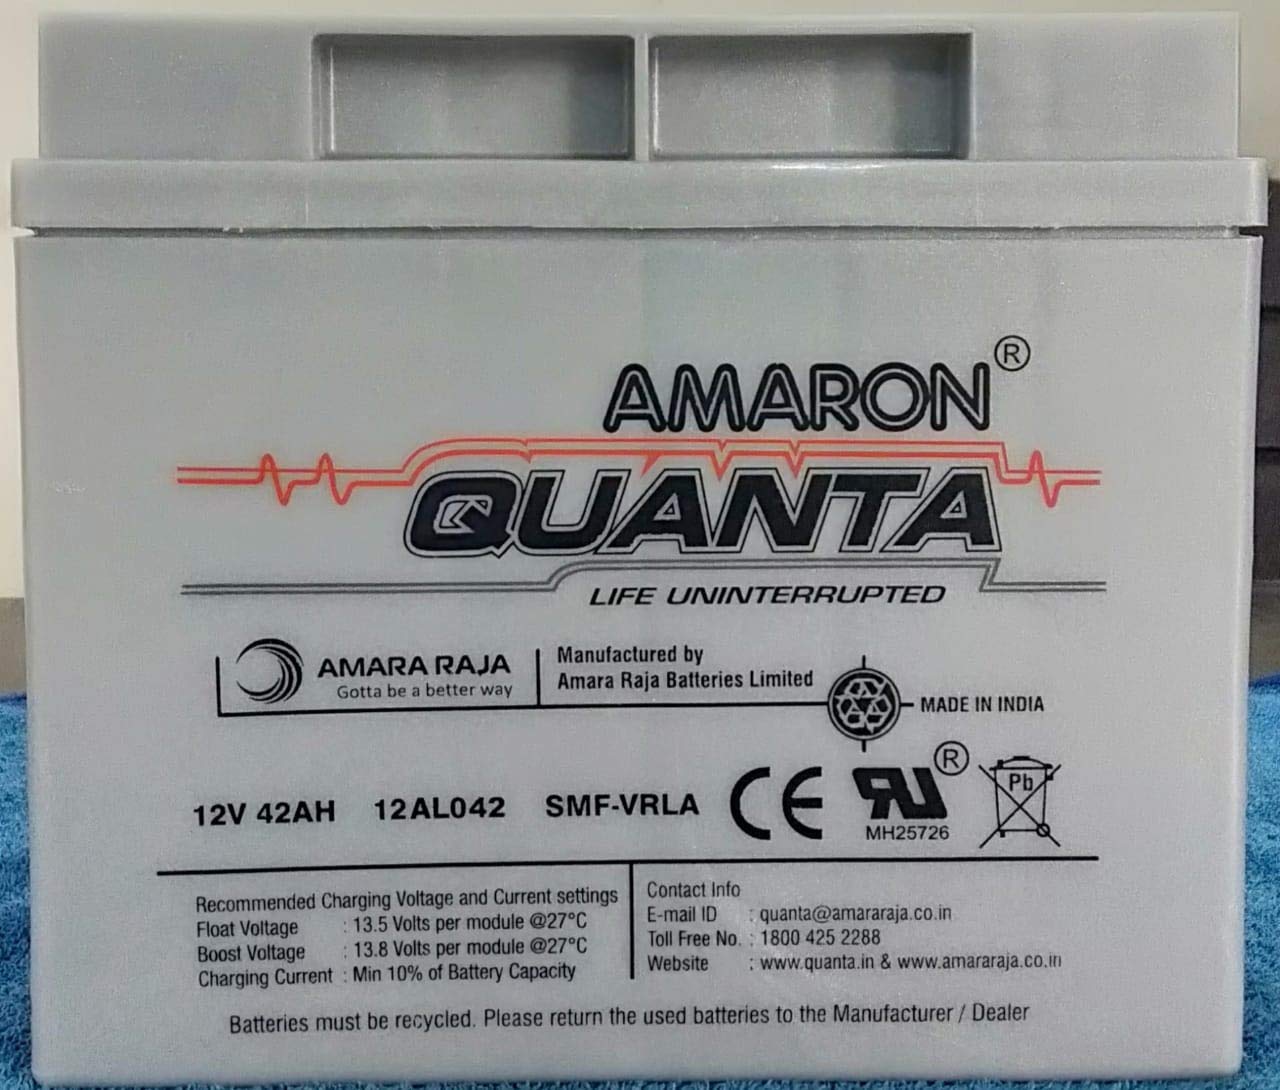 AMARON ®
QUANTA
LIFE UNINTERRUPTED
AMARA RAJA
Gotta be a better way
Manufactured by
Amara Raja Batteries Limited
MADE IN INDIA
12V 42AH 12AL042 SMF-VRLA CE RU ® Pb
MH25726
Recommended Charging Voltage and Current settings
Float Voltage : 13.5 Volts per module @27°C
Boost Voltage : 13.8 Volts per module @27°C
Charging Current : Min 10% of Battery Capacity
Contact Info
E-mail ID : quanta@amararaja.co.in
Toll Free No. : 1800 425 2288
Website : www.quanta.in & www.amararaja.co.in
Batteries must be recycled. Please return the used batteries to the Manufacturer / Dealer